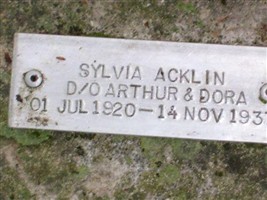 SYLVIA ACKLIN
D/O ARTHUR & DORA
01 JUL 1920 — 14 NOV 193